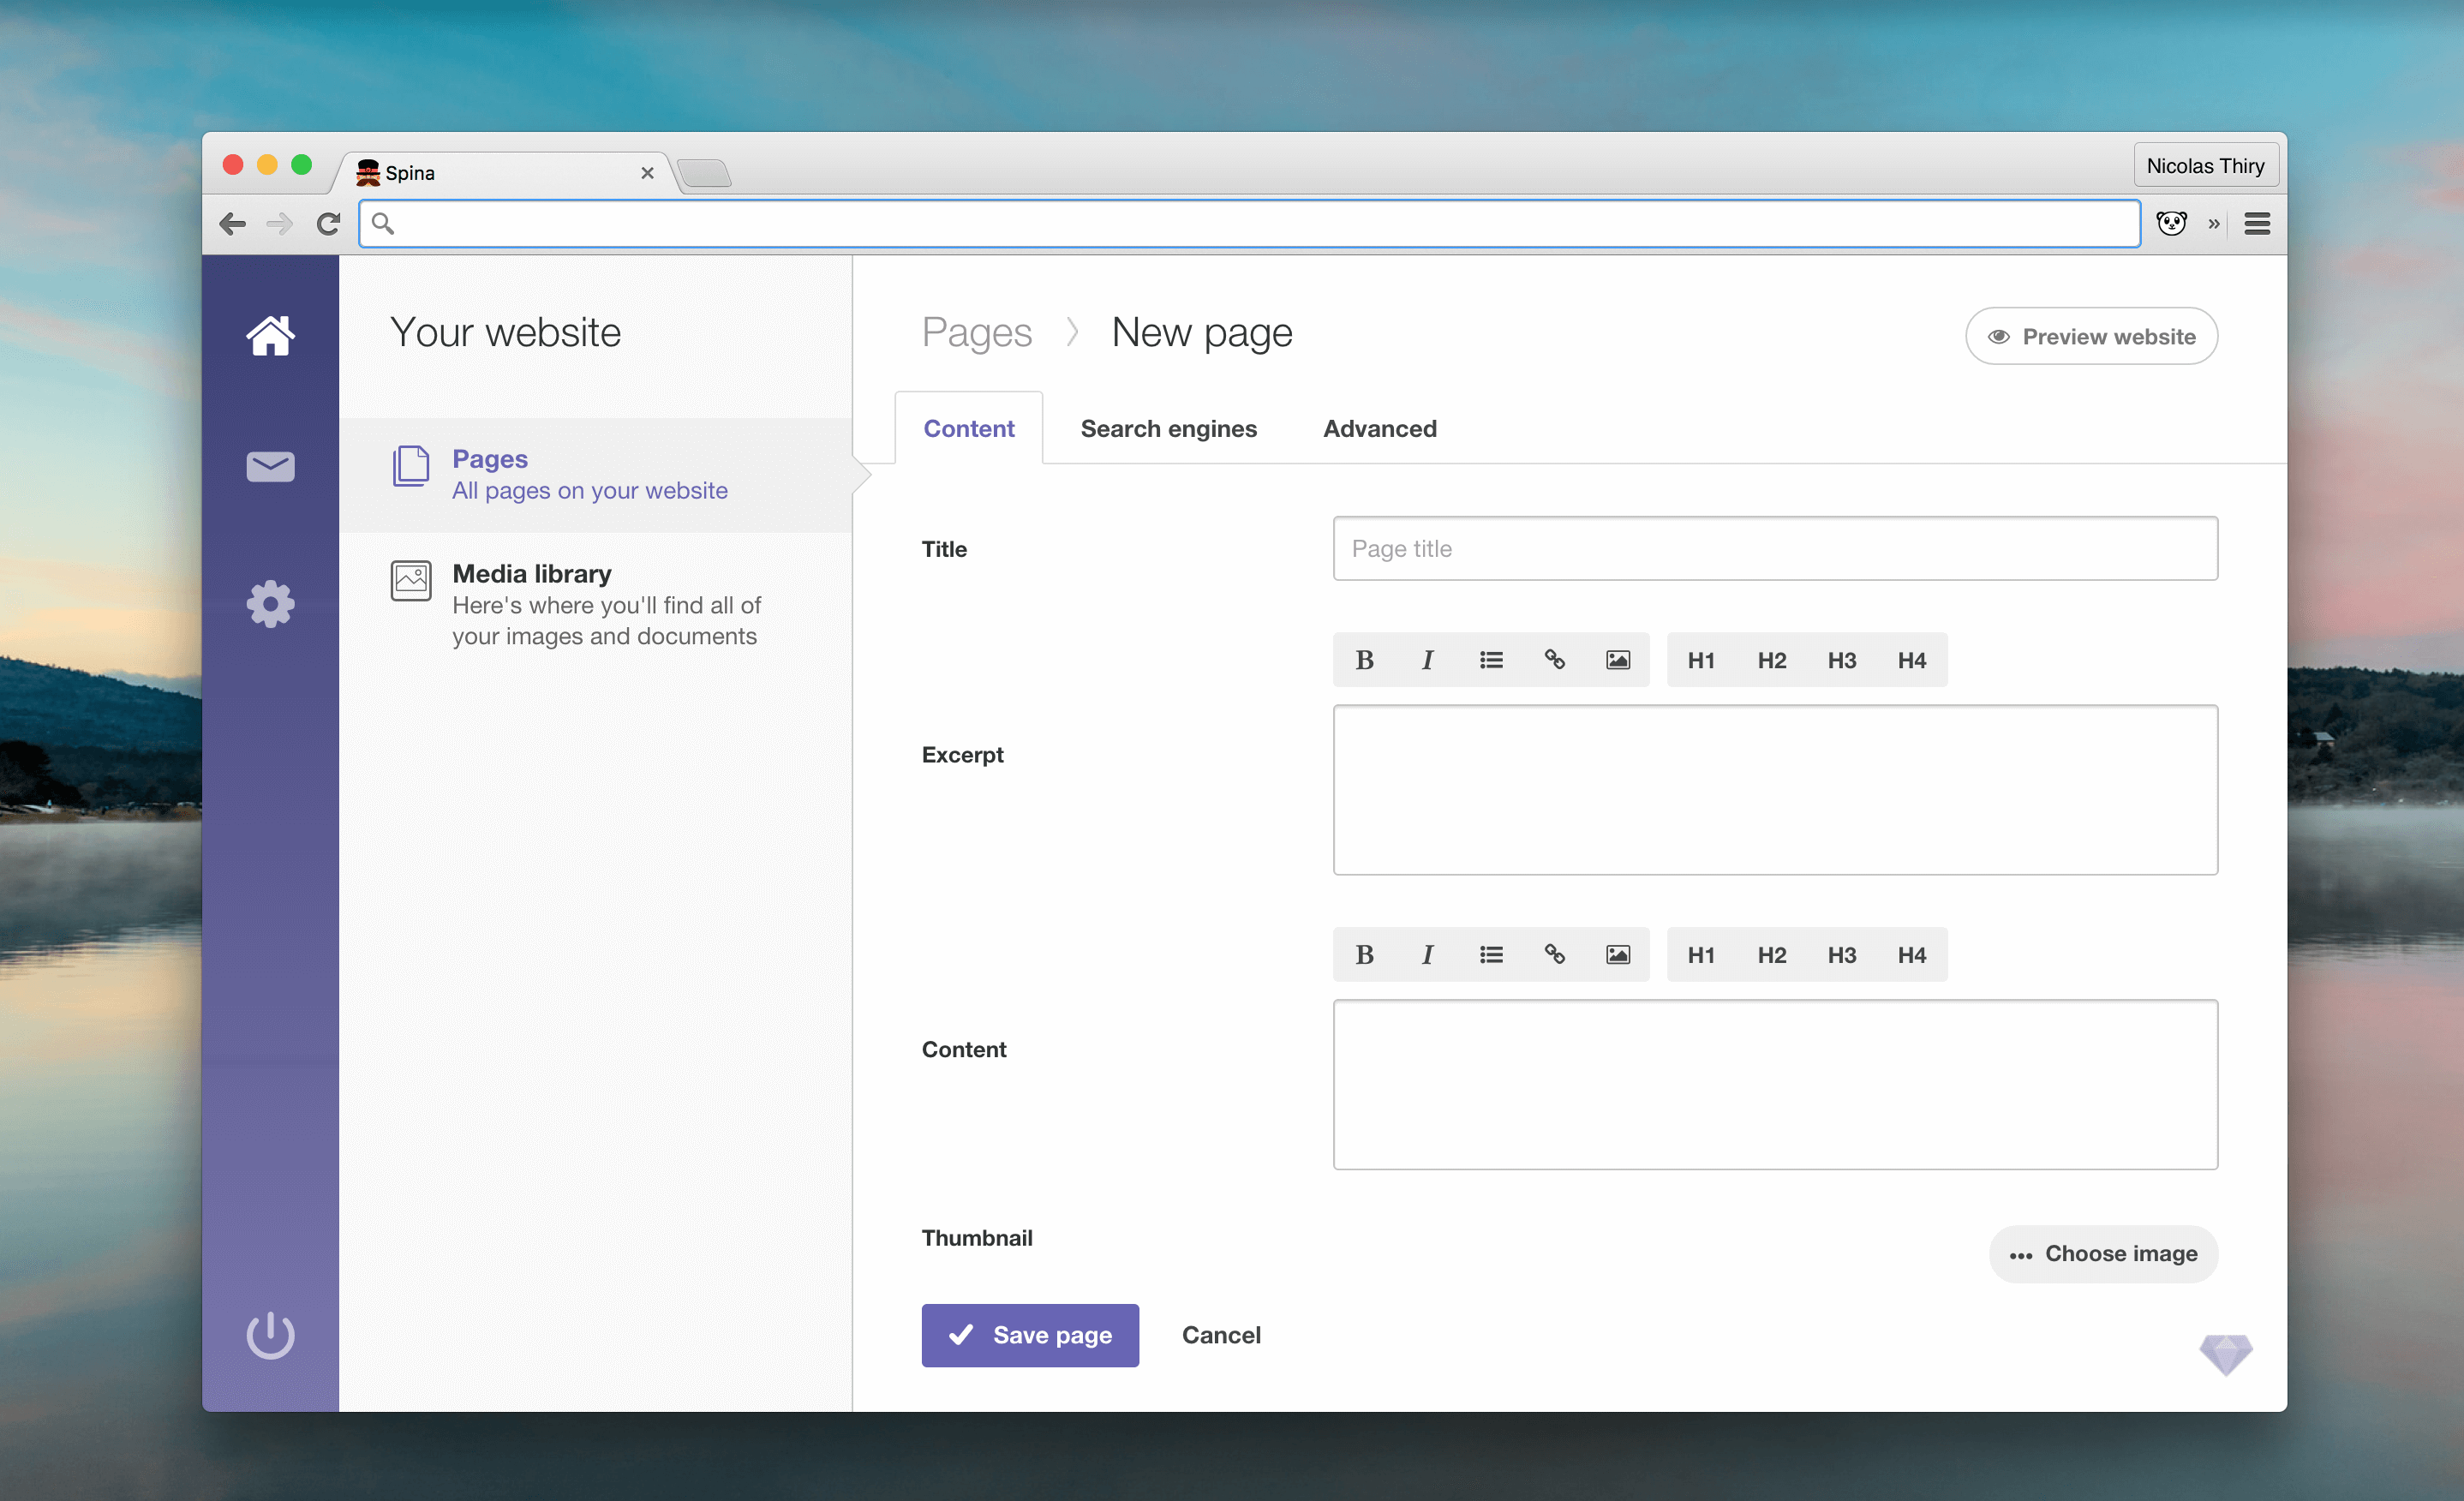 Spina
Nicolas Thiry
»
Your website
Pages
All pages on your website
Media library
Here's where you'll find all of
your images and documents
Pages 〉 New page
Preview website
Content Search engines Advanced
Title
Page title
B I H1 H2 H3 H4
Excerpt
B I H1 H2 H3 H4
Content
Thumbnail
Choose image
Save page Cancel